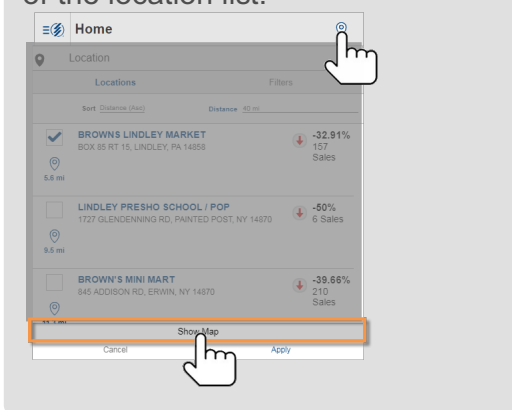 of the location list.
Home
Location
Locations Filters
Sort Distance (Asc) Distance 40 mi.
BROWNS LINDLEY MARKET
BOX 85 RT 15, LINDLEY, PA 14858
-32.91%
157
Sales
5.6 mi
LINDLEY PRESHO SCHOOL / POP
1727 GLENDENNING RD, PAINTED POST, NY 14870
-50%
6 Sales
9.5 mi
BROWN'S MINI MART
845 ADDISON RD, ERWIN, NY 14870
-39.66%
210
Sales
Show Map
Cancel Apply